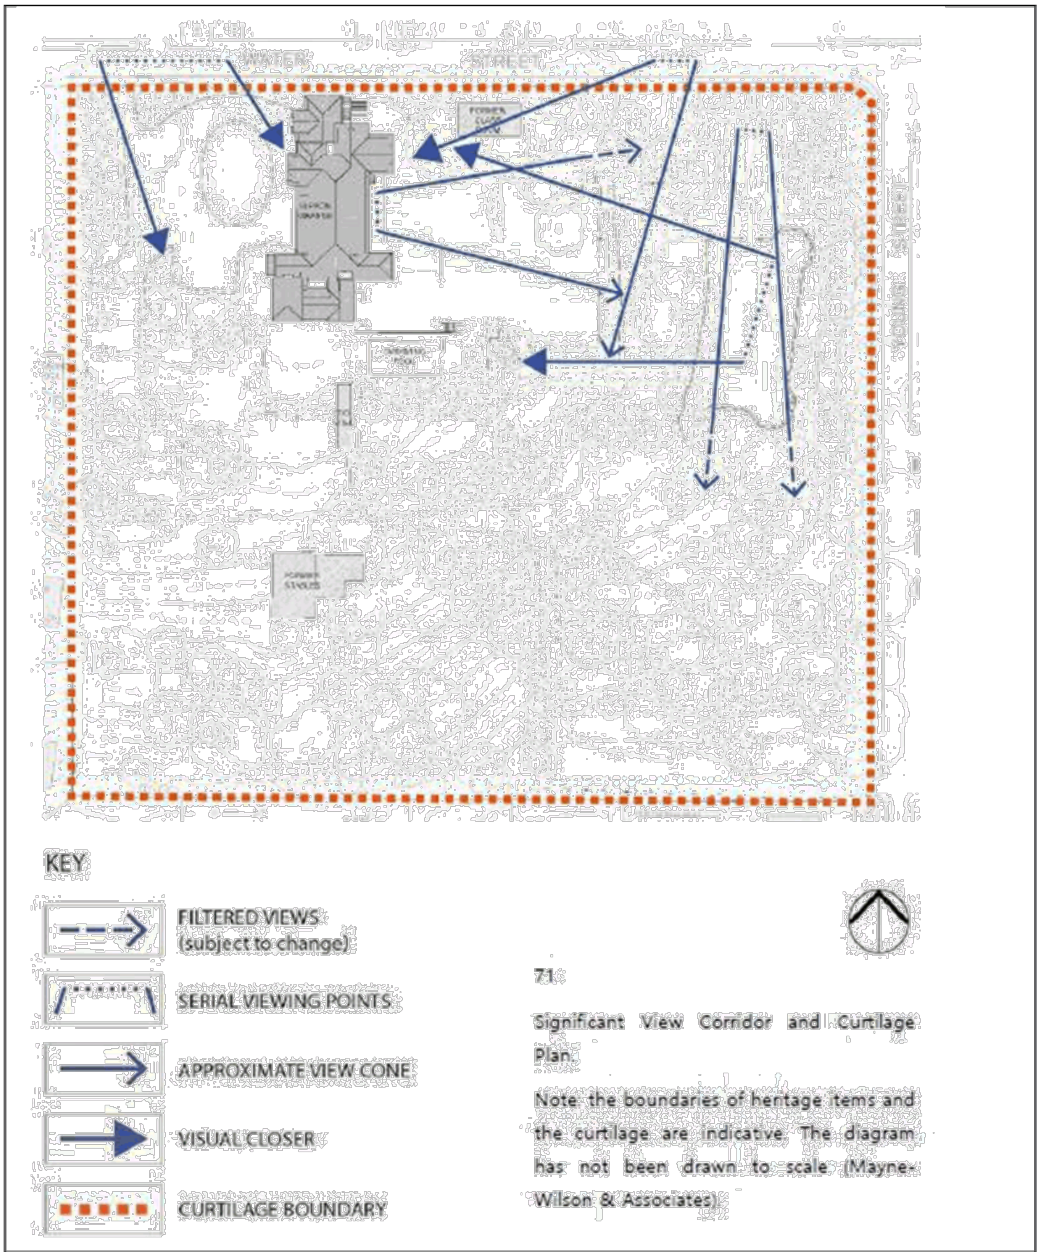 WATER STREET
FORMER
YOUNG STREET
FORMER
STABLES
KEY
FILTERED VIEWS
(subject to change)
SERIAL VIEWING POINTS
APPROXIMATE VIEW CONE
VISUAL CLOSER
CURTILAGE BOUNDARY
71
Significant View Corridor and Curtilage
Plan.
Note the boundaries of heritage items and
the curtilage are indicative. The diagram
has not been drawn to scale (Mayne-
Wilson & Associates)